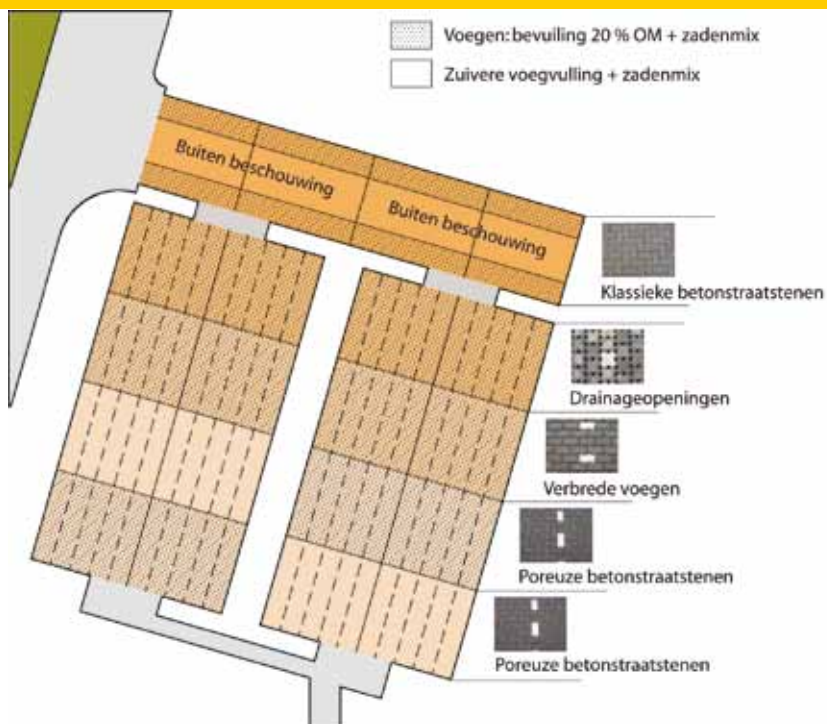 Voegen: bevuiling 20 % OM + zadenmix
Zuivere voegvulling + zadenmix
Buiten beschouwing
Buiten beschouwing
Klassieke betonstraatstenen
Drainageopeningen
Verbrede voegen
Poreuze betonstraatstenen
Poreuze betonstraatstenen